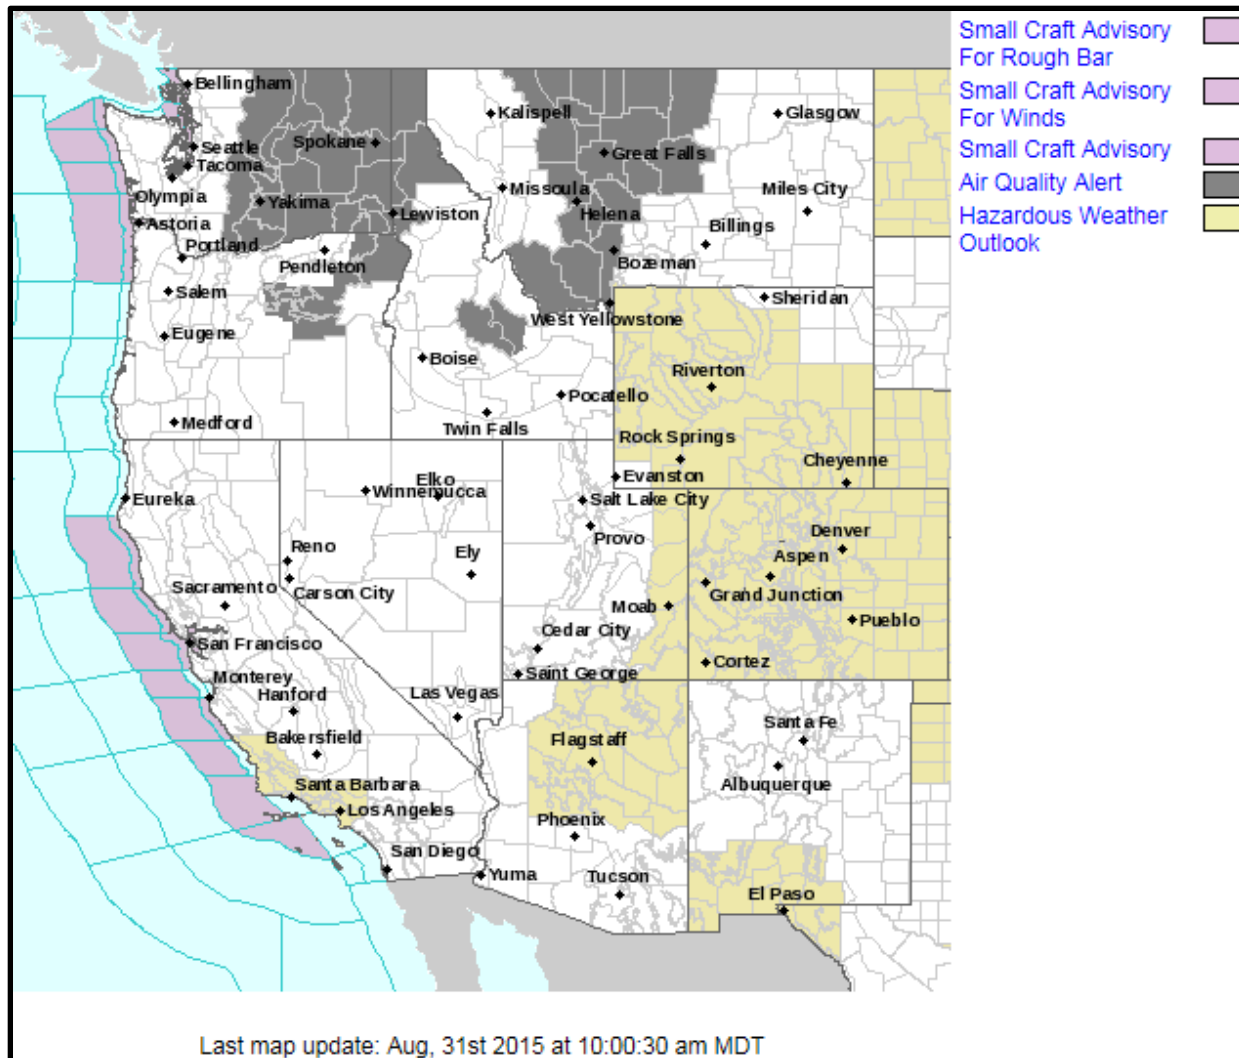 Small Craft Advisory
For Rough Bar
Small Craft Advisory
For Winds
Small Craft Advisory
Air Quality Alert
Hazardous Weather
Outlook
Bellingham
Kalispell
Glasgow
Seattle
Spokane
Great Falls
Tacoma
Olympia
Yakima
Lewiston
Missoula
Helena
Miles City
Astoria
Portland
Pendleton
Billings
Bozeman
Salem
West Yellowstone
Sheridan
Eugene
Boise
Riverton
Pocatello
Medford
Twin Falls
Rock Springs
Cheyenne
Eureka
Winnemucca
Elko
Evanston
Salt Lake City
Provo
Denver
Aspen
Reno
Ely
Carson City
Grand Junction
Sacramento
Moab
Pueblo
San Francisco
Cedar City
Cortez
Saint George
Monterey
Hanford
Las Vegas
Bakersfield
Flagstaff
Santa Fe
Albuquerque
Santa Barbara
Los Angeles
Phoenix
San Diego
Yuma
Tucson
El Paso
Last map update: Aug, 31st 2015 at 10:00:30 am MDT